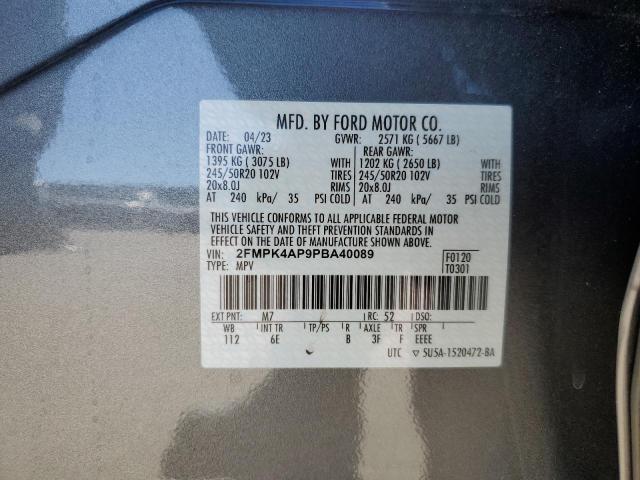 MFD. BY FORD MOTOR CO.
DATE: 04/23 GVWR: 2571 KG ( 5667 LB)
FRONT GAWR: REAR GAWR:
1395 KG ( 3075 LB) WITH 1202 KG ( 2650 LB) WITH
245/50R20 102V TIRES 245/50R20 102V TIRES
20x8.0J RIMS 20x8.0J RIMS
AT 240 kPa/ 35 PSI COLD AT 240 kPa/ 35 PSI COLD
THIS VEHICLE CONFORMS TO ALL APPLICABLE FEDERAL MOTOR
VEHICLE SAFETY AND THEFT PREVENTION STANDARDS IN
EFFECT ON THE DATE OF MANUFACTURE SHOWN ABOVE.
VIN: 2FMPK4AP9PBA40089 F0120
TYPE: MPV T0301
EXT PNT: M7 RC: 52 DSO:
WB INT TR TP/PS R AXLE TR SPR
112 6E B 3F F EEEE
UTC ▽ 5U5A-1520472-BA